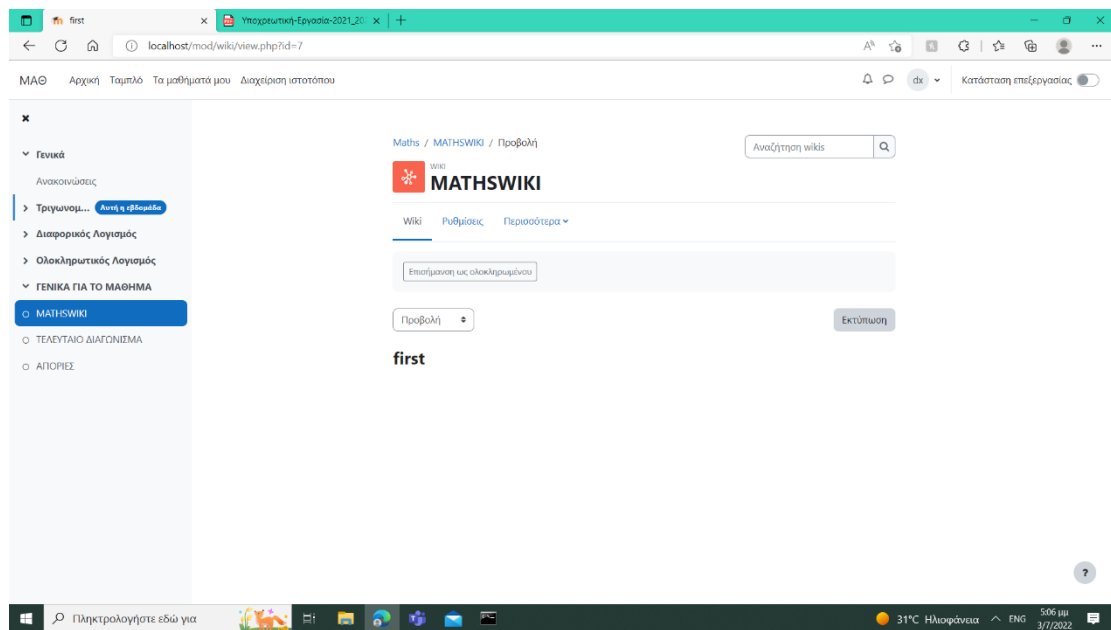 first
Υποχρεωτική-Εργασία-2021_20
localhost/mod/wiki/view.php?id=7
ΜΑΘ Αρχική Ταμπλό Τα μαθήματά μου Διαχείριση ιστοτόπου
dx
Κατάσταση επεξεργασίας
Γενικά
Ανακοινώσεις
Τριγωνομ... Αυτή η εβδομάδα
Διαφορικός Λογισμός
Ολοκληρωτικός Λογισμός
ΓΕΝΙΚΑ ΓΙΑ ΤΟ ΜΑΘΗΜΑ
MATHSWIKI
ΤΕΛΕΥΤΑΙΟ ΔΙΑΓΩΝΙΣΜΑ
ΑΠΟΡΙΕΣ
Maths / MATHSWIKI / Προβολή
Αναζήτηση wikis
WIKI
MATHSWIKI
Wiki Ρυθμίσεις Περισσότερα
Επισήμανση ως ολοκληρωμένου
Προβολή
Εκτύπωση
first
?
Πληκτρολογήστε εδώ για
31°C Ηλιοφάνεια ENG
5:06 μμ
3/7/2022